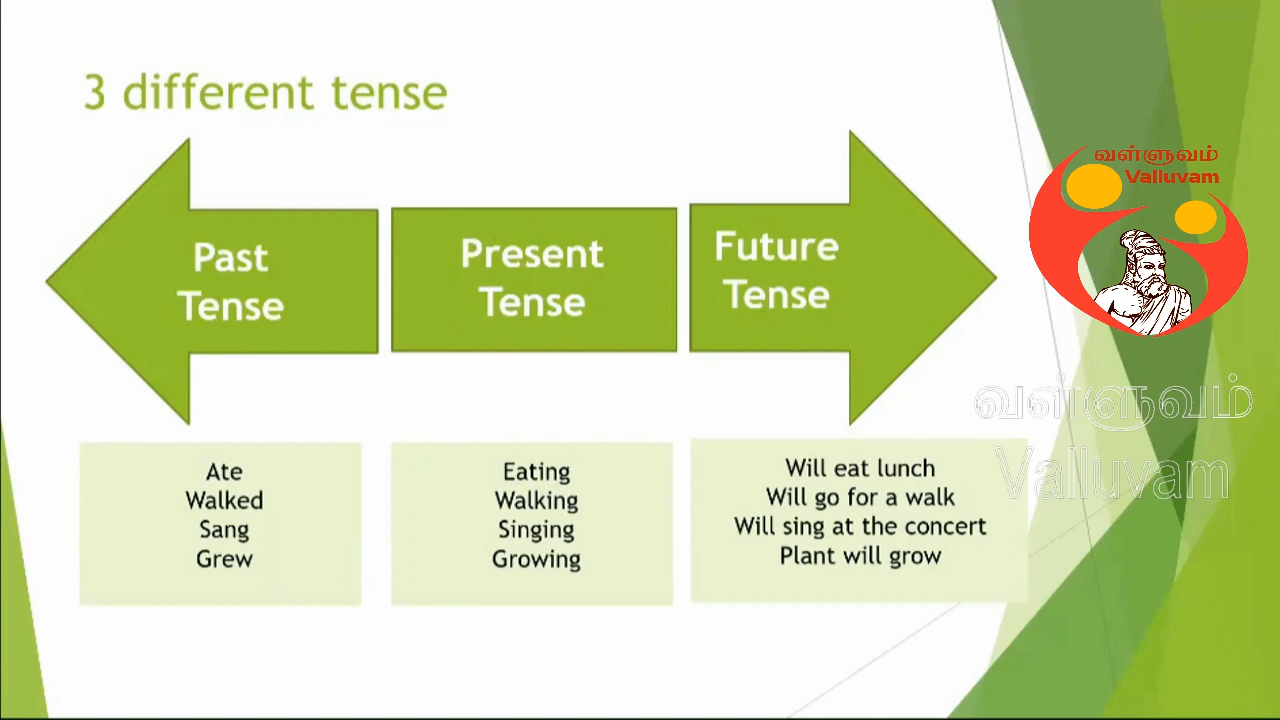 3 different tense
Past
Tense
Present
Tense
Future
Tense
Ate
Walked
Sang
Grew
Eating
Walking
Singing
Growing
Will eat lunch
Will go for a walk
Will sing at the concert
Plant will grow
வள்ளுவம்
Valluvam
வள்ளுவம்
Valluvam